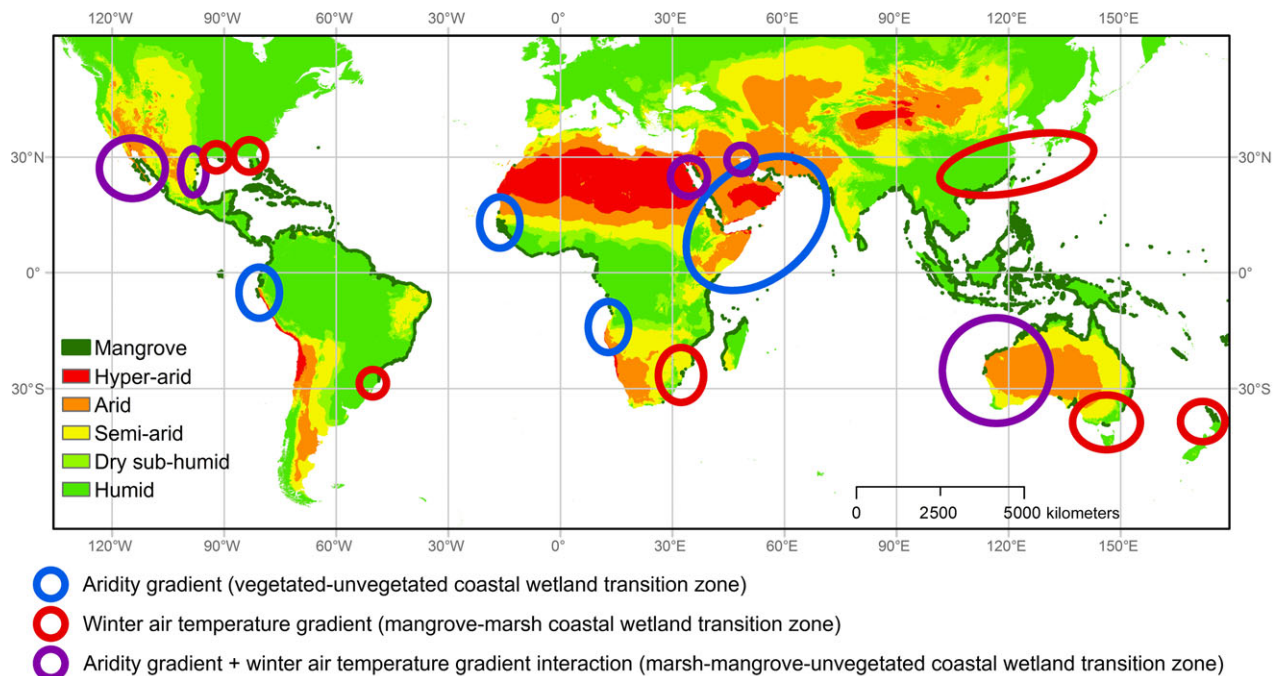 120°W 90°W 60°W 30°W 0° 30°E 60°E 90°E 120°E 150°E
30°N 30°N
0° 0°
30°S 30°S
Mangrove
Hyper-arid
Arid
Semi-arid
Dry sub-humid
Humid
0 2500 5000 kilometers
120°W 90°W 60°W 30°W 0° 30°E 60°E 90°E 120°E 150°E
Aridity gradient (vegetated-unvegetated coastal wetland transition zone)
Winter air temperature gradient (mangrove-marsh coastal wetland transition zone)
Aridity gradient + winter air temperature gradient interaction (marsh-mangrove-unvegetated coastal wetland transition zone)